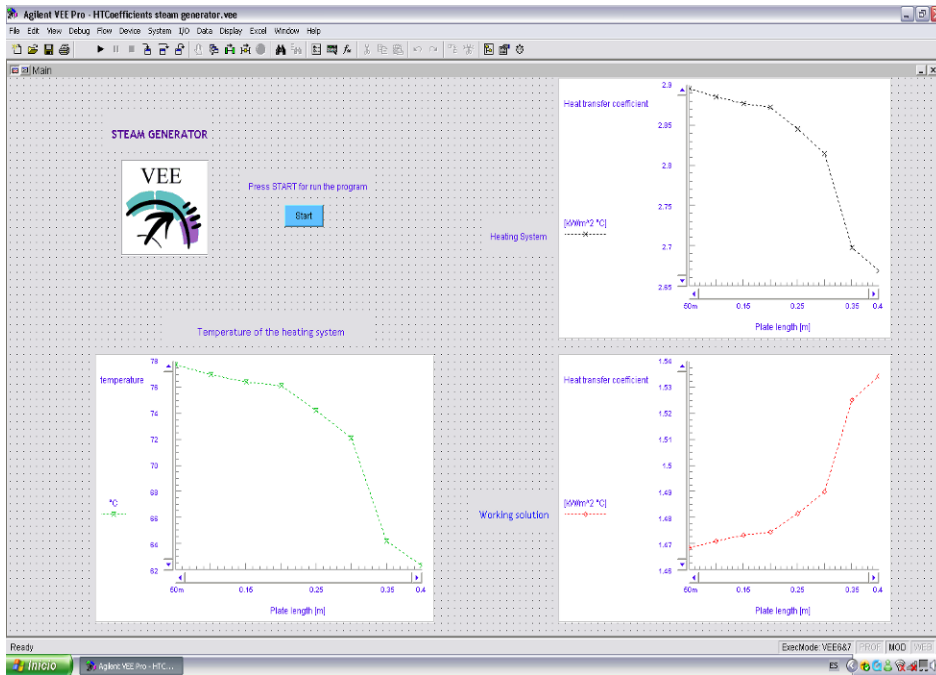 Agilent VEE Pro - HTCoefficients steam generator.vee
File Edit View Debug Flow Device System I/O Data Display Excel Window Help
Main
STEAM GENERATOR
VEE
Press START for run the program
Start
Heating System
Heat transfer coefficient
[kW/m^2 °C]
2.9
2.85
2.8
2.75
2.7
2.65
60m 0.15 0.25 0.35 0.4
Plate length [m]
Temperature of the heating system
temperature
°C
78
76
74
72
70
68
66
64
62
60m 0.15 0.25 0.35 0.4
Plate length [m]
Working solution
Heat transfer coefficient
[kW/m^2 °C]
1.54
1.53
1.52
1.51
1.5
1.49
1.48
1.47
1.46
60m 0.15 0.25 0.35 0.4
Plate length [m]
Ready
ExecMode: VEE6&7 PROF MOD WEB
Inicio
Agilent VEE Pro - HTC...
ES